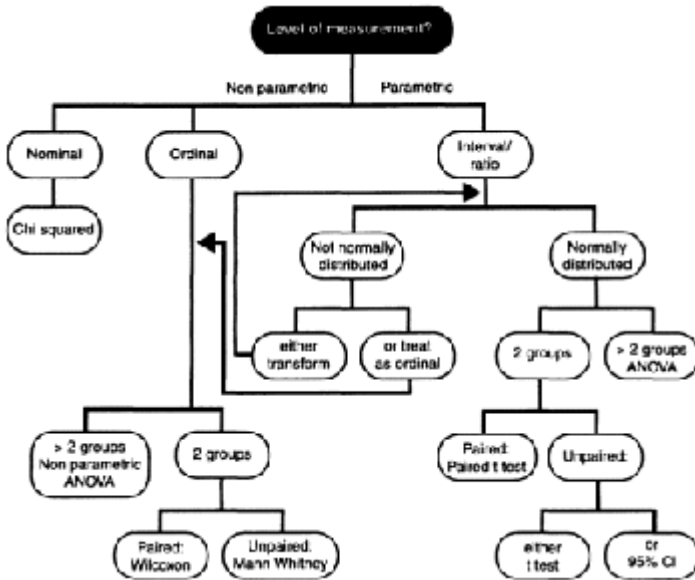 Level of measurement?
Non parametric
Parametric
Nominal
Ordinal
Interval/
ratio
Chi squared
Not normally
distributed
Normally
distributed
either
transform
or treat
as ordinal
2 groups
> 2 groups
ANOVA
> 2 groups
Non parametric
ANOVA
2 groups
Paired:
Paired t test
Unpaired:
Paired:
Wilcoxon
Unpaired:
Mann Whitney
either
t test
or
95% CI